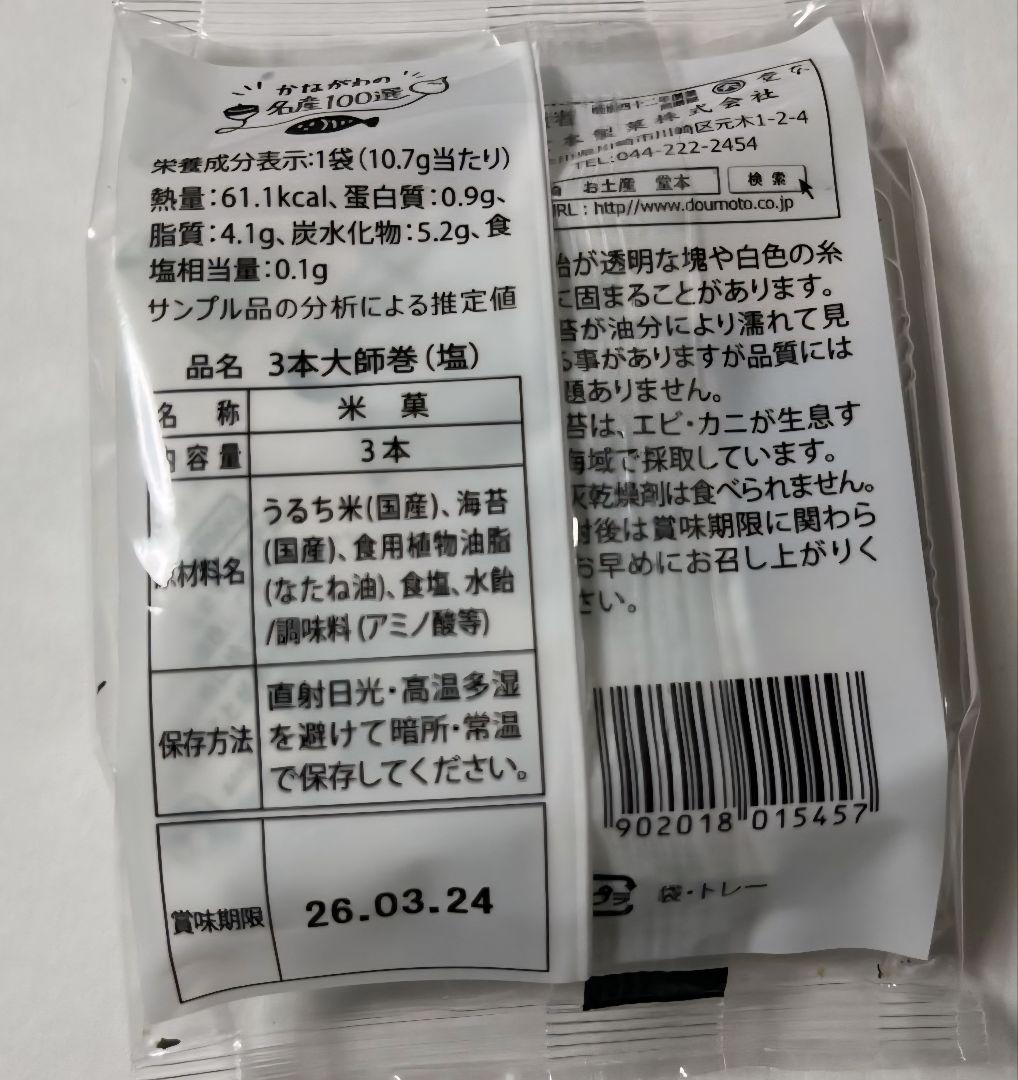 かながわの
名産100選
栄養成分表示:1袋(10.7g当たり)
熱量:61.1kcal、蛋白質:0.9g、
脂質:4.1g、炭水化物:5.2g、食
塩相当量:0.1g
サンプル品の分析による推定値
品名 3本大師巻(塩)
名 称 米 菓
内容量 3本
原材料名 うるち米(国産)、海苔
(国産)、食用植物油脂
(なたね油)、食塩、水飴
/調味料(アミノ酸等)
保存方法 直射日光・高温多湿
を避けて暗所・常温
で保存してください。
賞味期限 26.03.24
本製菓株式会社
川崎市川崎区元木1-2-4
TEL:044-222-2454
お土産 堂本 検索
URL:http//www.doumoto.co.jp
が透明な塊や白色の糸
に固まることがあります。
苔が油分により濡れて見
る事がありますが品質には
題ありません。
苔は、エビ・カニが生息す
海域で採取しています。
灰乾燥剤は食べられません。
封後は賞味期限に関わら
お早めにお召し上がりく
さい。
902018 015457
プラ 袋・トレー